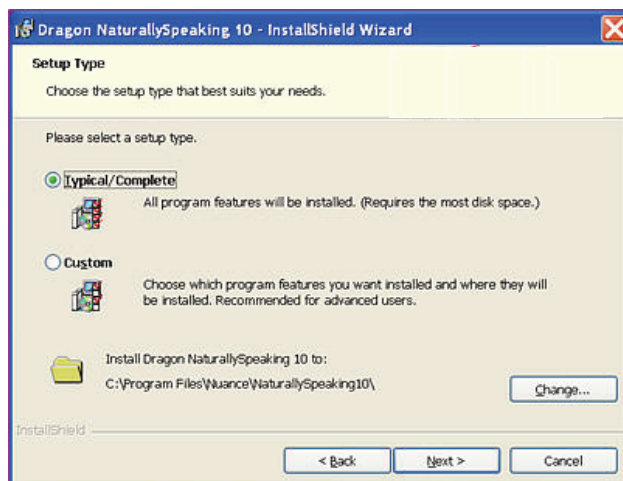 Dragon NaturallySpeaking 10 - InstallShield Wizard
Setup Type
Choose the setup type that best suits your needs.
Please select a setup type.
Typical/Complete
All program features will be installed. (Requires the most disk space.)
Custom
Choose which program features you want installed and where they will
be installed. Recommended for advanced users.
Install Dragon NaturallySpeaking 10 to:
C:\Program Files\Nuance\NaturallySpeaking10\
Change...
InstallShield
< Back
Next >
Cancel